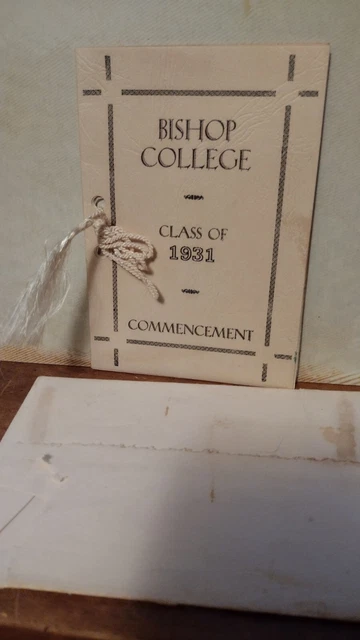 BISHOP
COLLEGE
CLASS OF
1931
COMMENCEMENT